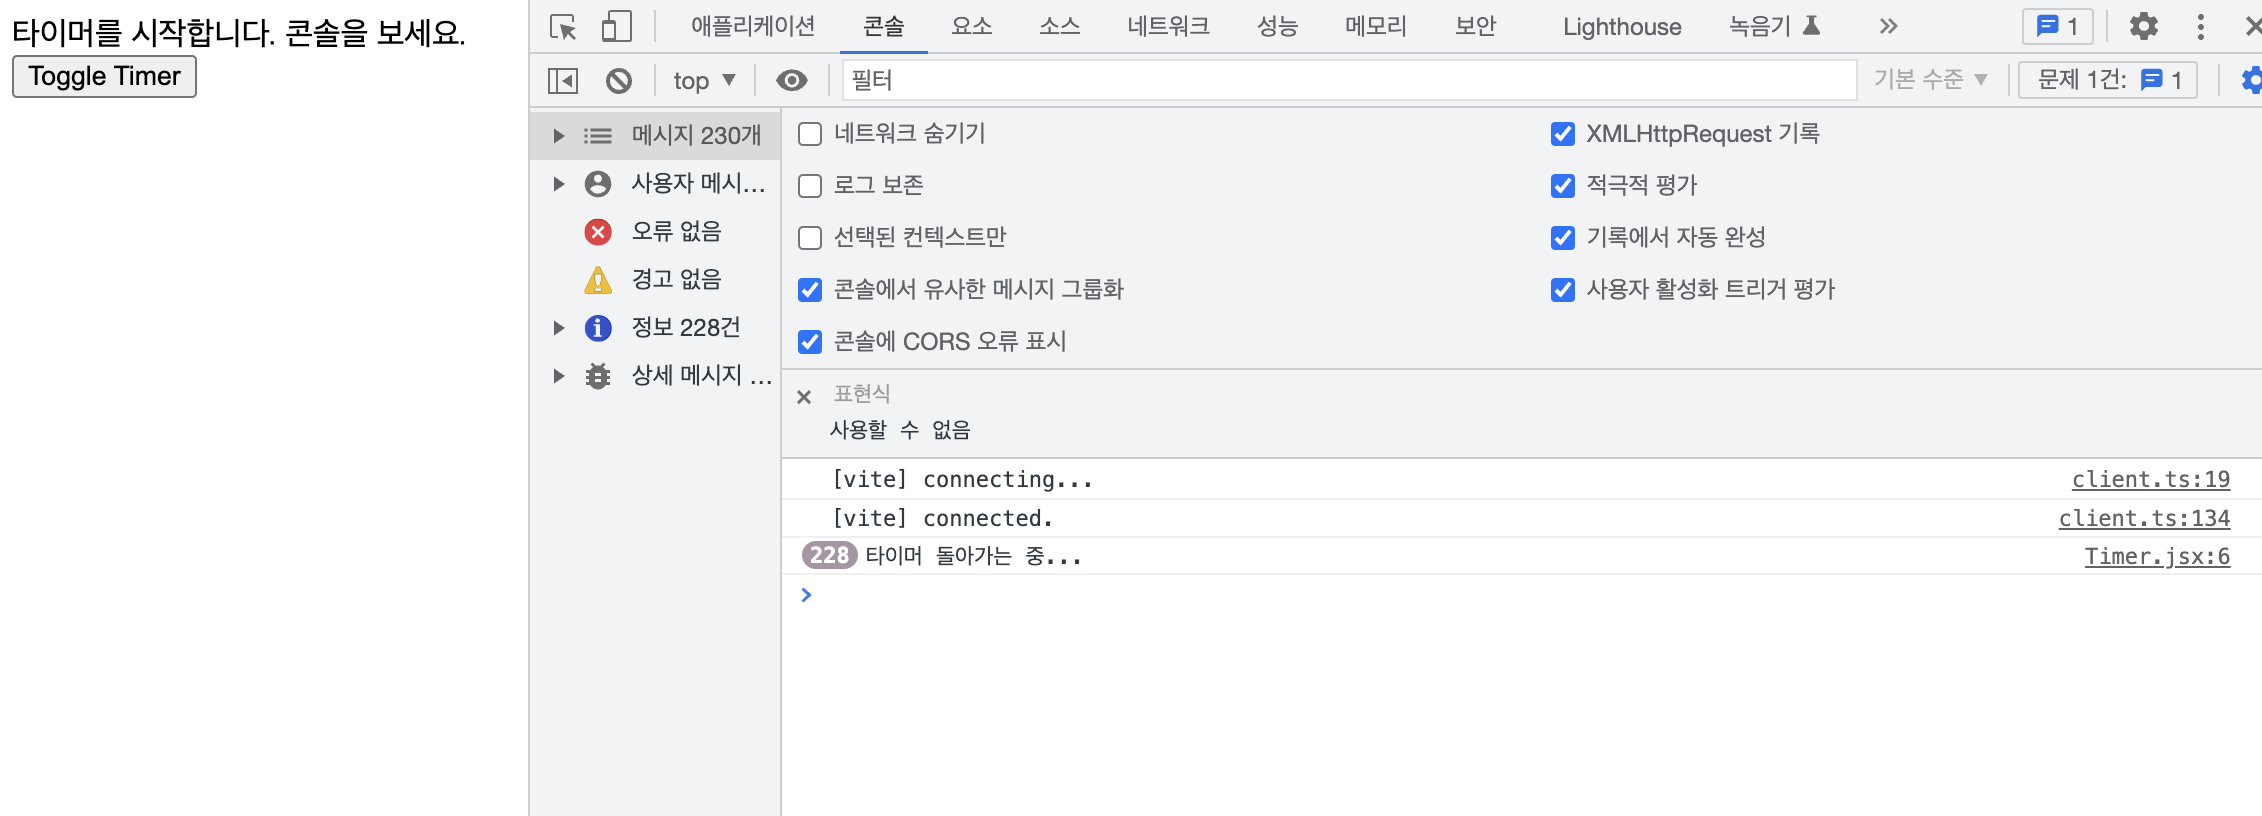 타이머를 시작합니다. 콘솔을 보세요.
Toggle Timer
애플리케이션 콘솔 요소 소스 네트워크 성능 메모리 보안 Lighthouse 녹음기 1
top 필터 기본 수준 문제 1건: 1
메시지 230개
사용자 메시...
오류 없음
경고 없음
정보 228건
상세 메시지 ...
네트워크 숨기기 XMLHttpRequest 기록
로그 보존 적극적 평가
선택된 컨텍스트만 기록에서 자동 완성
콘솔에서 유사한 메시지 그룹화 사용자 활성화 트리거 평가
콘솔에 CORS 오류 표시
표현식
사용할 수 없음
[vite] connecting... client.ts:19
[vite] connected. client.ts:134
228 타이머 돌아가는 중... Timer.jsx:6